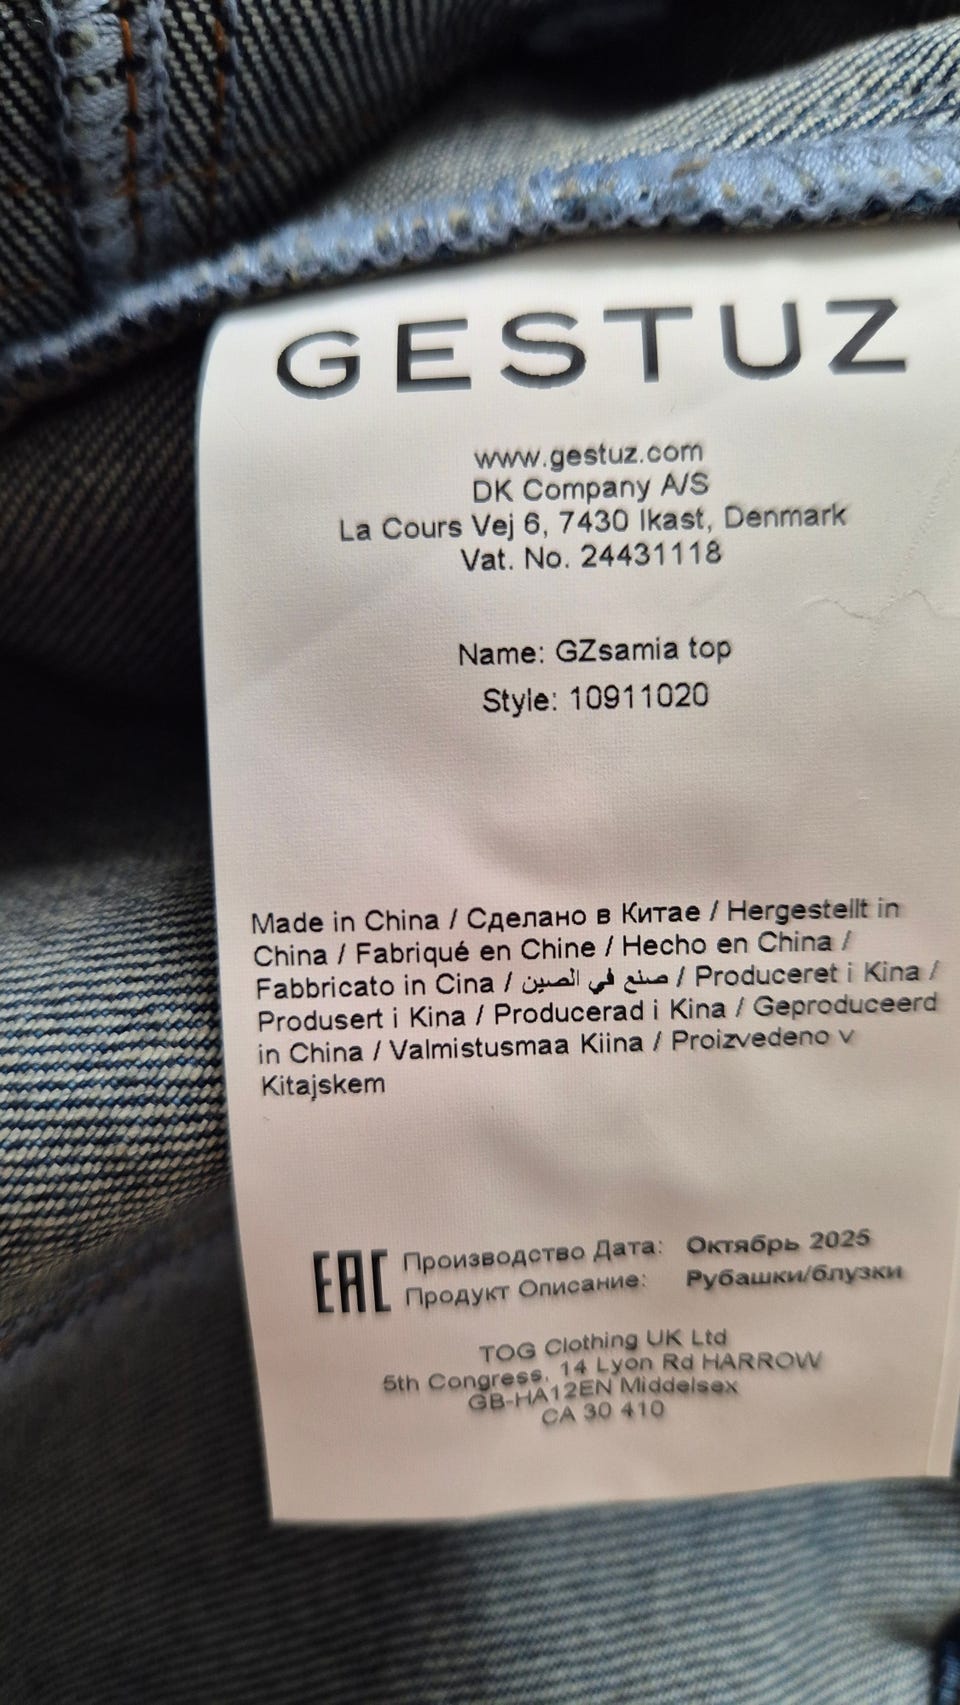 GESTUZ
www.gestuz.com
DK Company A/S
La Cours Vej 6, 7430 Ikast, Denmark
Vat. No. 24431118
Name: GZsamia top
Style: 10911020
Made in China / Сделано в Китае / Hergestellt in
China / Fabriqué en Chine / Hecho en China /
Fabbricato in Cina / صنع في الصين / Produceret i Kina /
Produsert i Kina / Producerad i Kina / Geproduceerd
in China / Valmistusmaa Kiina / Proizvedeno v
Kitajskem
EAC Производство Дата: Октябрь 2025
Продукт Описание: Рубашки/блузки
TOG Clothing UK Ltd
5th Congress, 14 Lyon Rd HARROW
GB-HA12EN Middelsex
CA 30 410